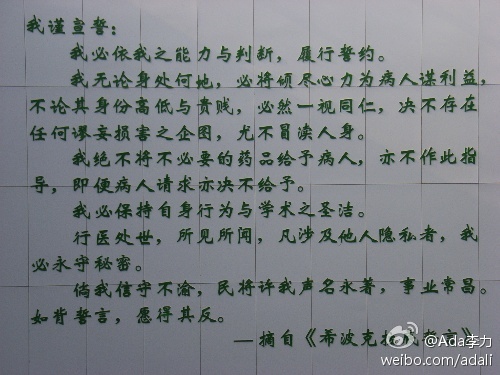 我谨宣誓：
我必依我之能力与判断，履行誓约。
我无论身处何地，必将倾尽心力为病人谋利益，
不论其身份高低与贵贱，必然一视同仁，决不存在
任何谬妄损害之企图，尤不冒渎人身。
我绝不将不必要的药品给予病人，亦不作此指
导，即便病人请求亦决不给予。
我必保持自身行为与学术之圣洁。
行医处世，所见所闻，凡涉及他人隐私者，我
必永守秘密。
倘我信守不渝，民将许我声名永著，事业常昌。
如背誓言，愿得其反。
—摘自《希波克拉底誓言》
@Ada李力
weibo.com/adali